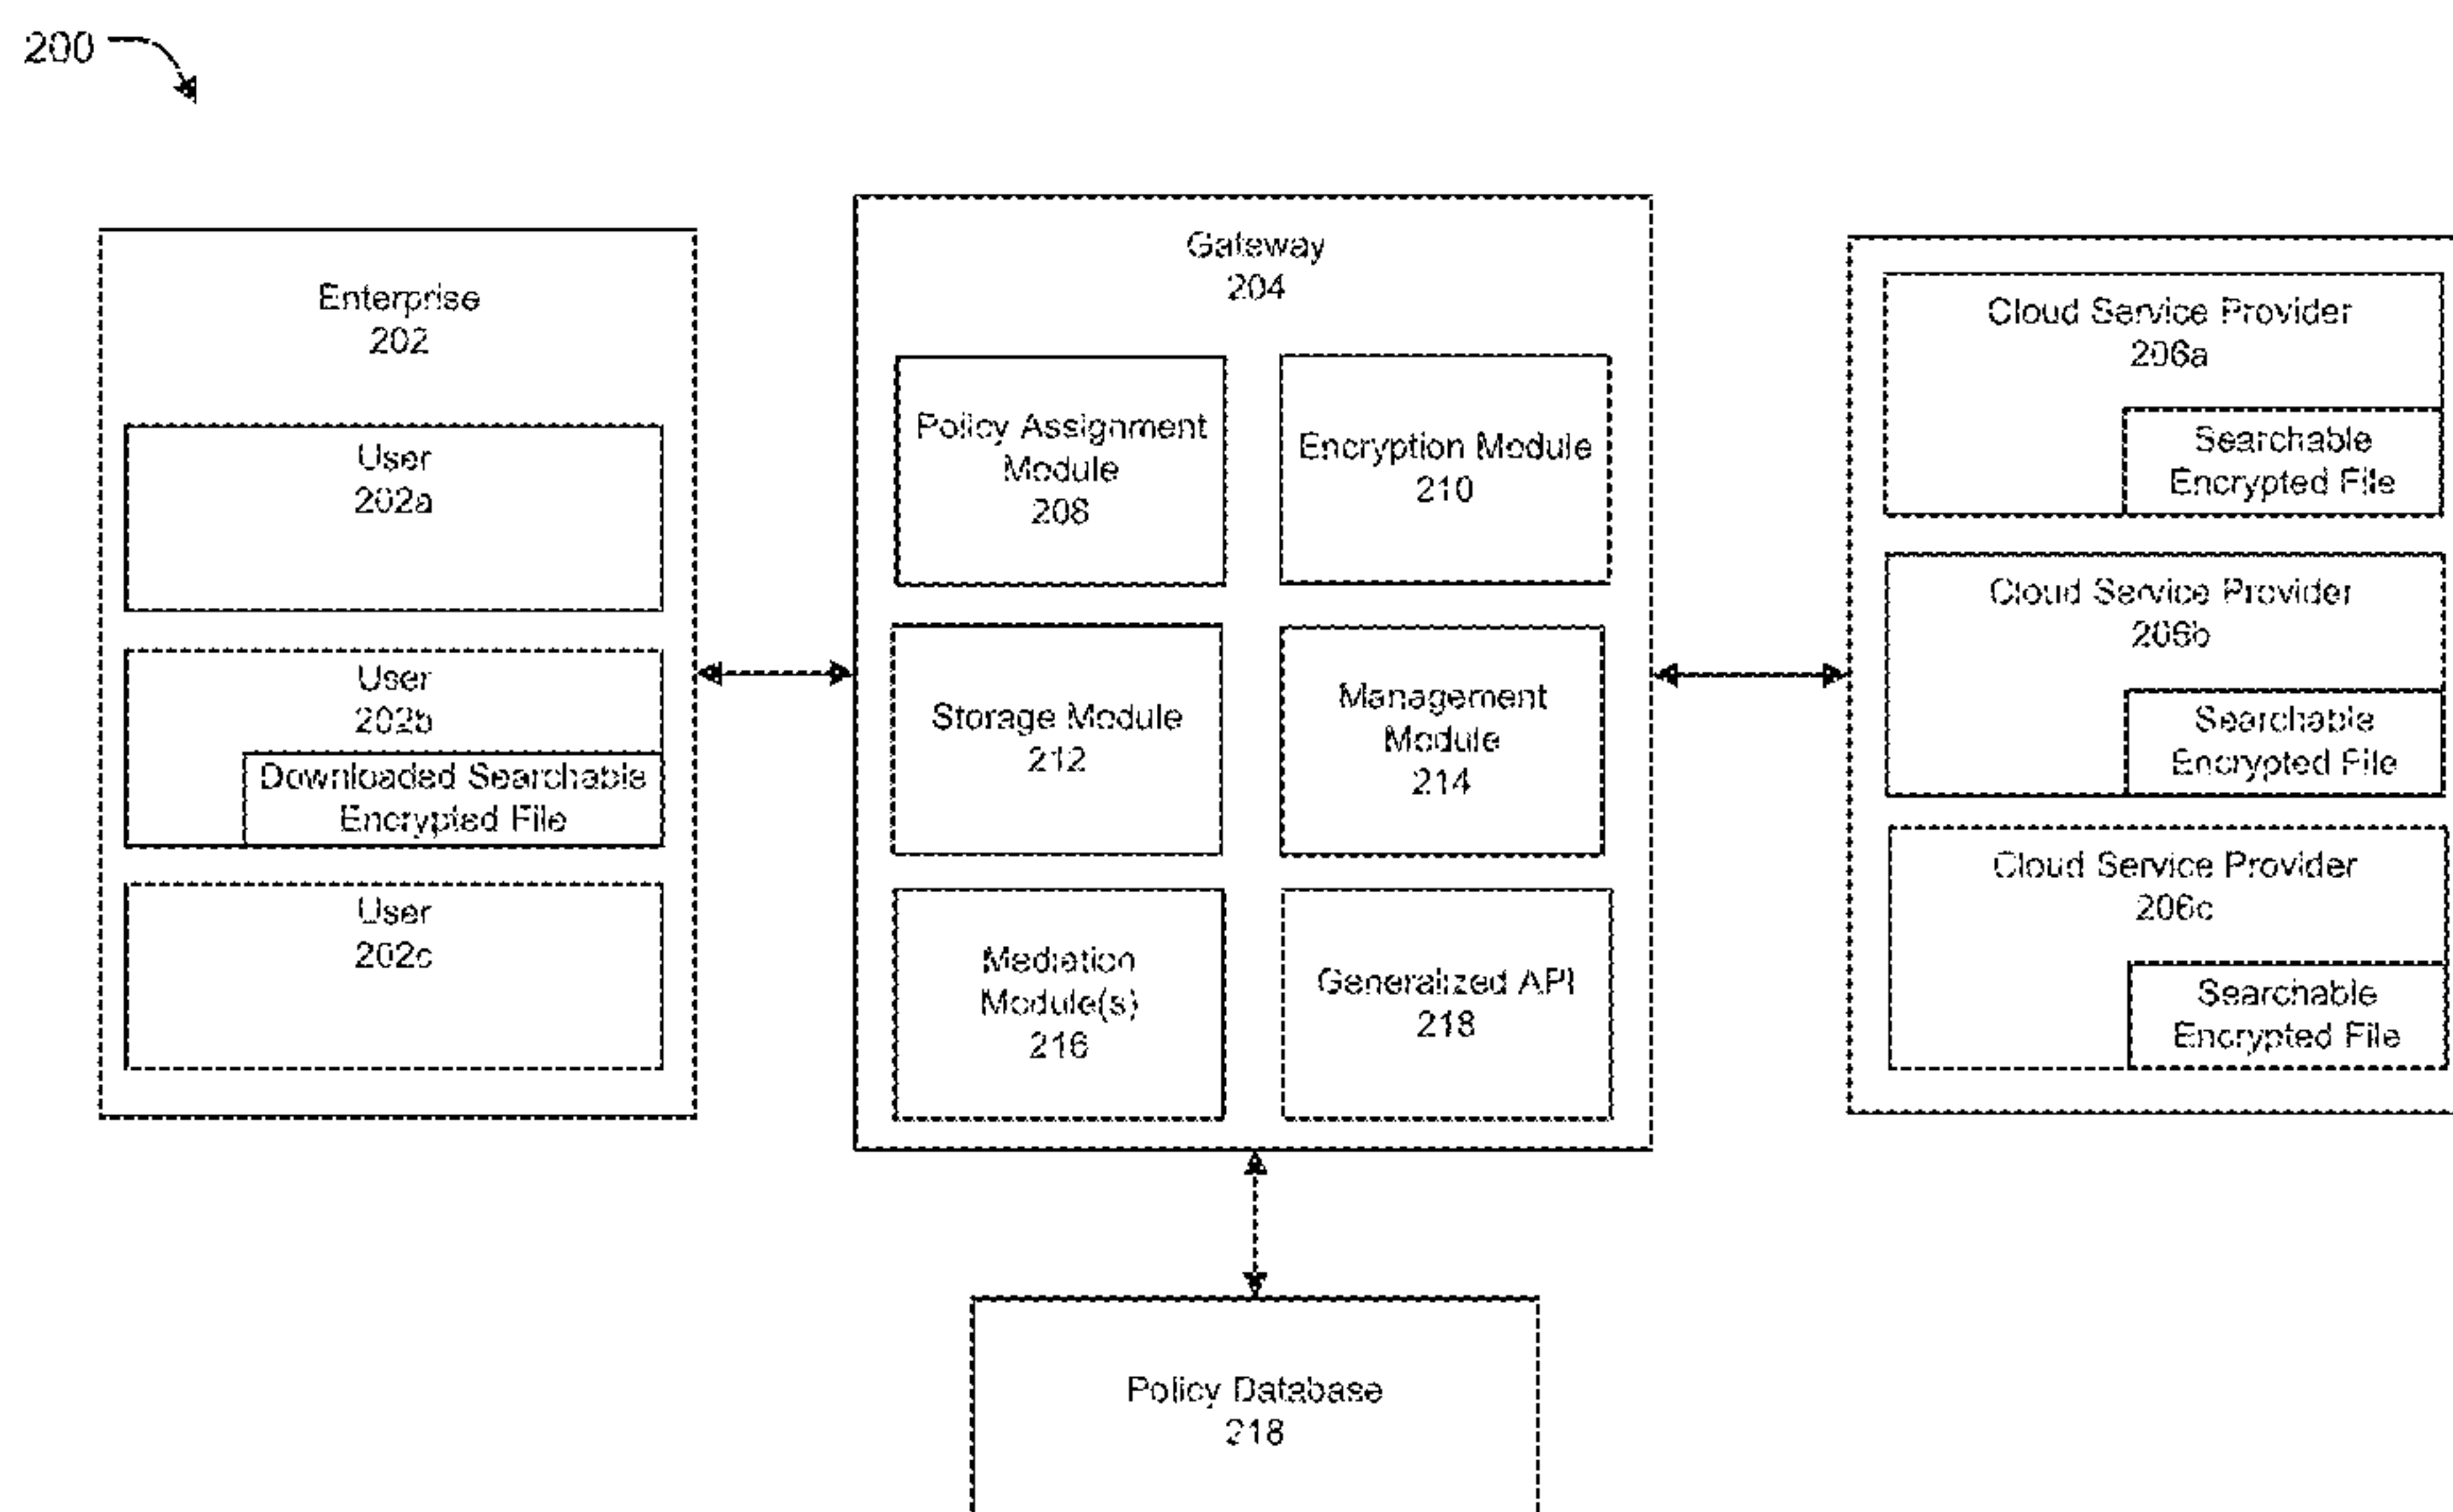 200
Enterprise
202
User
202a
User
202b
Downloaded Searchable
Encrypted File
User
202c
Gateway
204
Policy Assignment
Module
208
Encryption Module
210
Storage Module
212
Management
Module
214
Mediation
Module(s)
216
Generalized API
218
Cloud Service Provider
206a
Searchable
Encrypted File
Cloud Service Provider
206b
Searchable
Encrypted File
Cloud Service Provider
206c
Searchable
Encrypted File
Policy Database
218